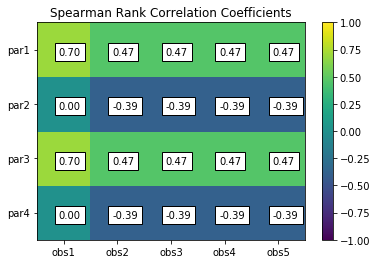 Spearman Rank Correlation Coefficients
par1 0.70 0.47 0.47 0.47 0.47
par2 0.00 -0.39 -0.39 -0.39 -0.39
par3 0.70 0.47 0.47 0.47 0.47
par4 0.00 -0.39 -0.39 -0.39 -0.39
obs1 obs2 obs3 obs4 obs5
1.00
0.75
0.50
0.25
0.00
−0.25
−0.50
−0.75
−1.00